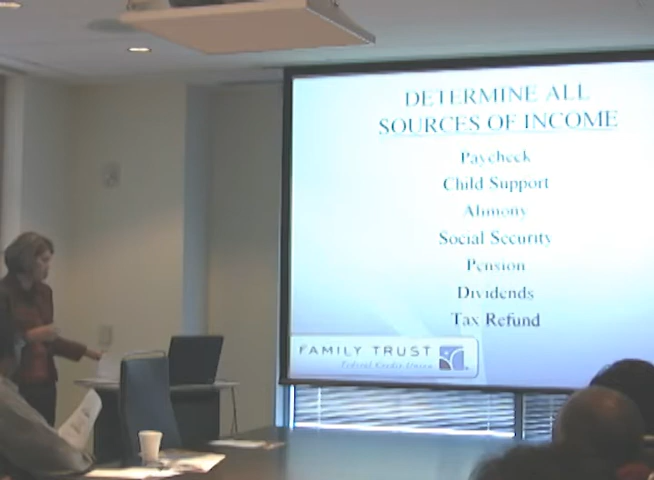 DETERMINE ALL
SOURCES OF INCOME
Paycheck
Child Support
Alimony
Social Security
Pension
Dividends
Tax Refund
FAMILY TRUST
Federal Credit Union